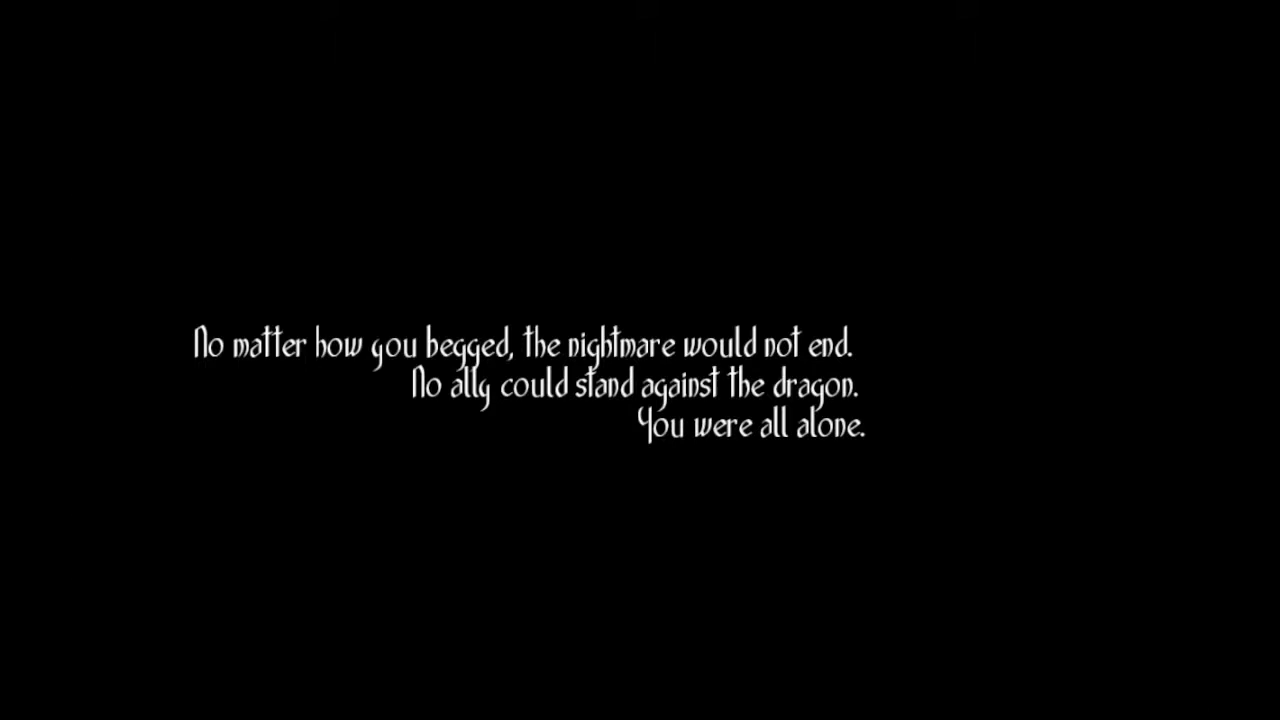 No matter how you begged, the nightmare would not end.
No ally could stand against the dragon.
You were all alone.